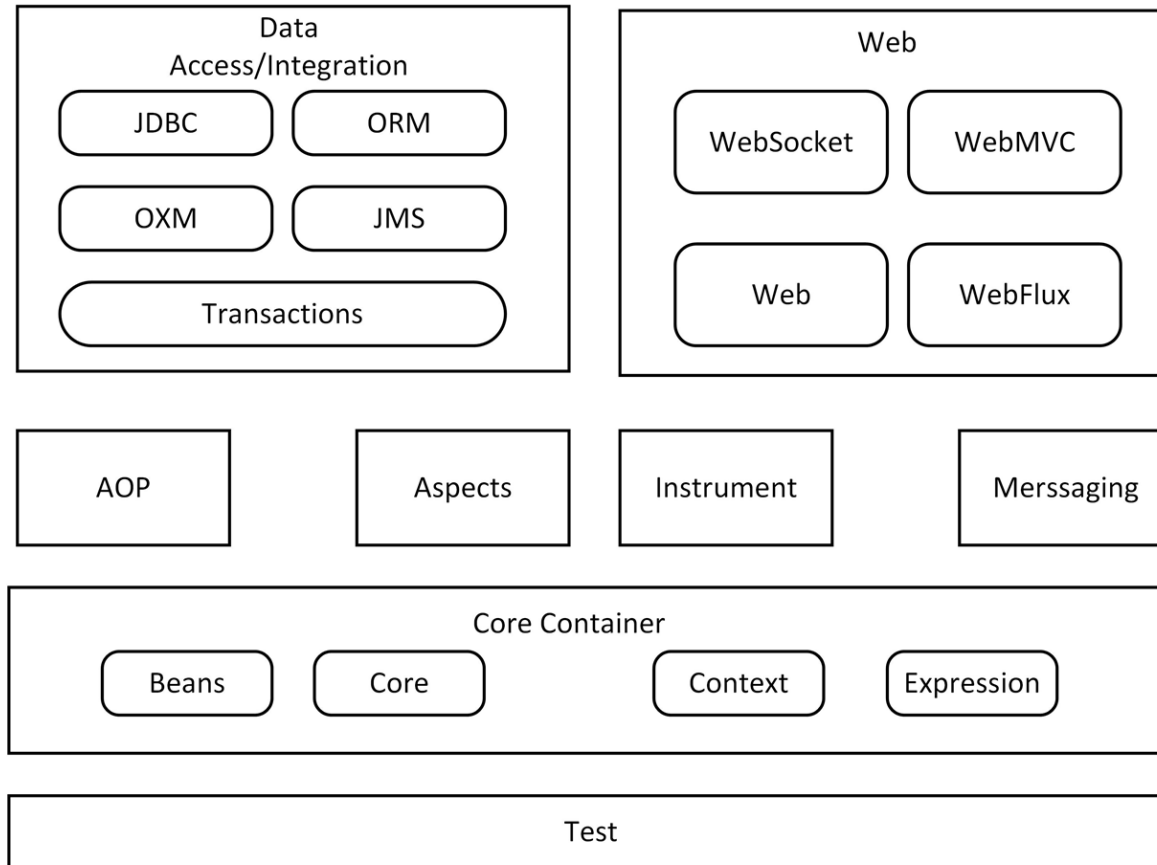 Data
Access/Integration
JDBC
ORM
OXM
JMS
Transactions
Web
WebSocket
WebMVC
Web
WebFlux
AOP
Aspects
Instrument
Merssaging
Core Container
Beans
Core
Context
Expression
Test